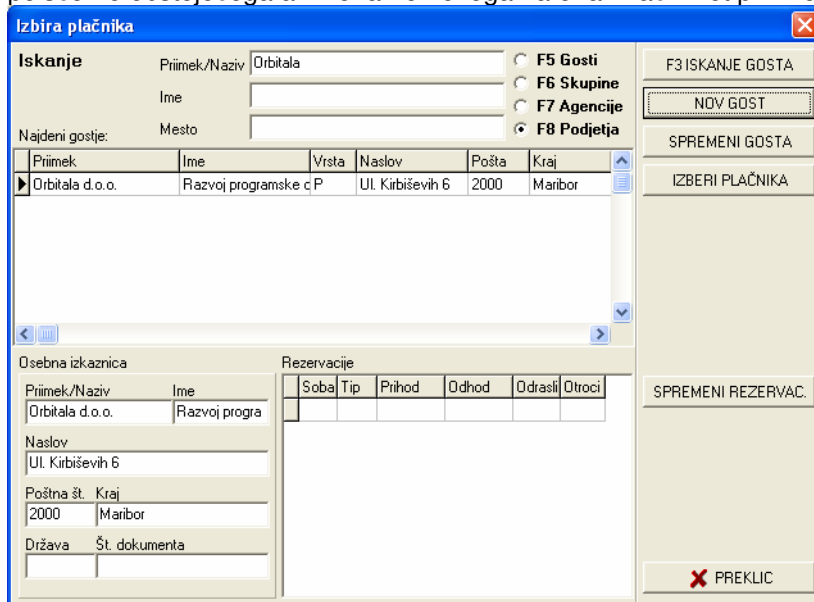 Izbira plačnika
Iskanje
Priimek/Naziv Orbitala
Ime
Mesto
F5 Gosti
F6 Skupine
F7 Agencije
F8 Podjetja
Najdeni gostje:
Priimek Ime Vrsta Naslov Pošta Kraj
Orbitala d.o.o. Razvoj programske o P Ul. Kirbiševih 6 2000 Maribor
F3 ISKANJE GOSTA
NOV GOST
SPREMENI GOSTA
IZBERI PLAČNIKA
Osebna izkaznica
Priimek/Naziv Ime
Orbitala d.o.o. Razvoj progra
Naslov
Ul. Kirbiševih 6
Poštna št. Kraj
2000 Maribor
Država Št. dokumenta
Rezervacije
Soba Tip Prihod Odhod Odrasli Otroci
SPREMENI REZERVAC.
PREKLIC